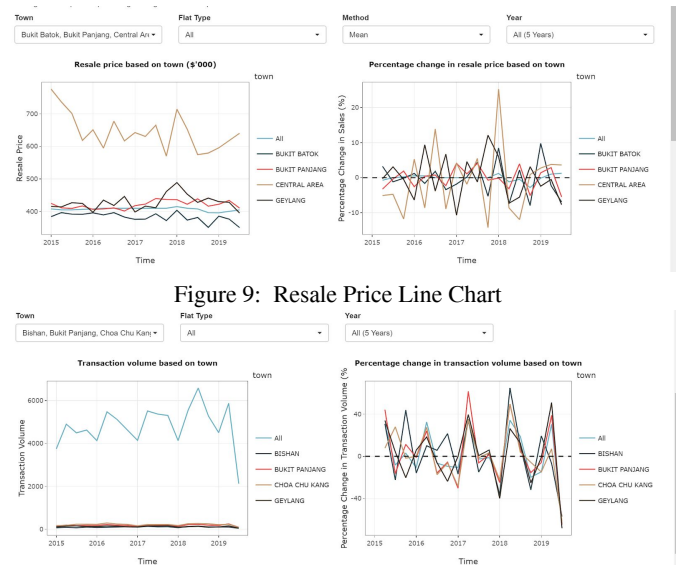 Town Flat Type Method Year
Bukit Batok, Bukit Panjang, Central Are All Mean All (5 Years)
Resale price based on town ($'000) Percentage change in resale price based on town
town town
Resale Price
700
600
500
400
2015 2016 2017 2018 2019
Time
All
BUKIT BATOK
BUKIT PANJANG
CENTRAL AREA
GEYLANG
Percentage Change in Sales (%)
20
10
0
-10
2015 2016 2017 2018 2019
Time
All
BUKIT BATOK
BUKIT PANJANG
CENTRAL AREA
GEYLANG
Figure 9: Resale Price Line Chart
Town Flat Type Year
Bishan, Bukit Panjang, Choa Chu Kang All All (5 Years)
Transaction volume based on town Percentage change in transaction volume based on town
town town
Transaction Volume
6000
4000
2000
0
2015 2016 2017 2018 2019
Time
All
BISHAN
BUKIT PANJANG
CHOA CHU KANG
GEYLANG
Percentage Change in Transaction Volume (%
40
0
-40
2015 2016 2017 2018 2019
Time
All
BISHAN
BUKIT PANJANG
CHOA CHU KANG
GEYLANG